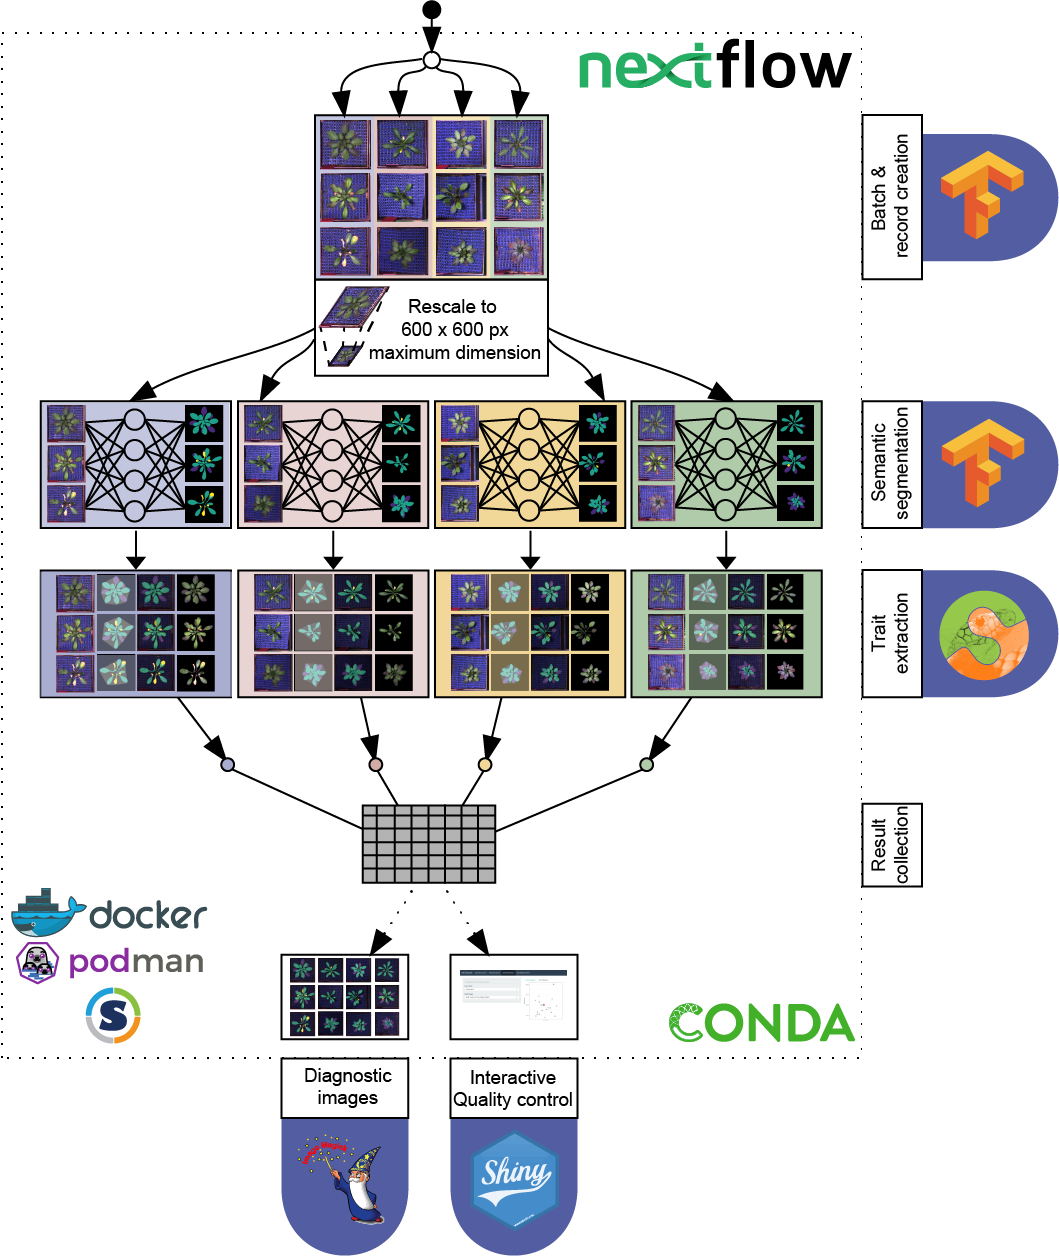 nextflow
Batch &
record creation
Rescale to
600 x 600 px
maximum dimension
Semantic
segmentation
Trait
extraction
Result
collection
docker
podman
S
CONDA
Diagnostic
images
Interactive
Quality control
Shiny